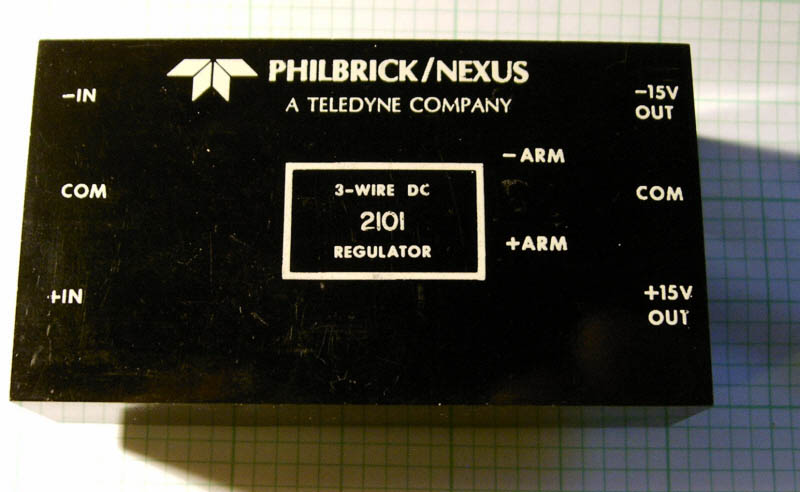 PHILBRICK/NEXUS
A TELEDYNE COMPANY
-IN
COM
+IN
3-WIRE DC
2101
REGULATOR
-ARM
+ARM
-15V
OUT
COM
+15V
OUT